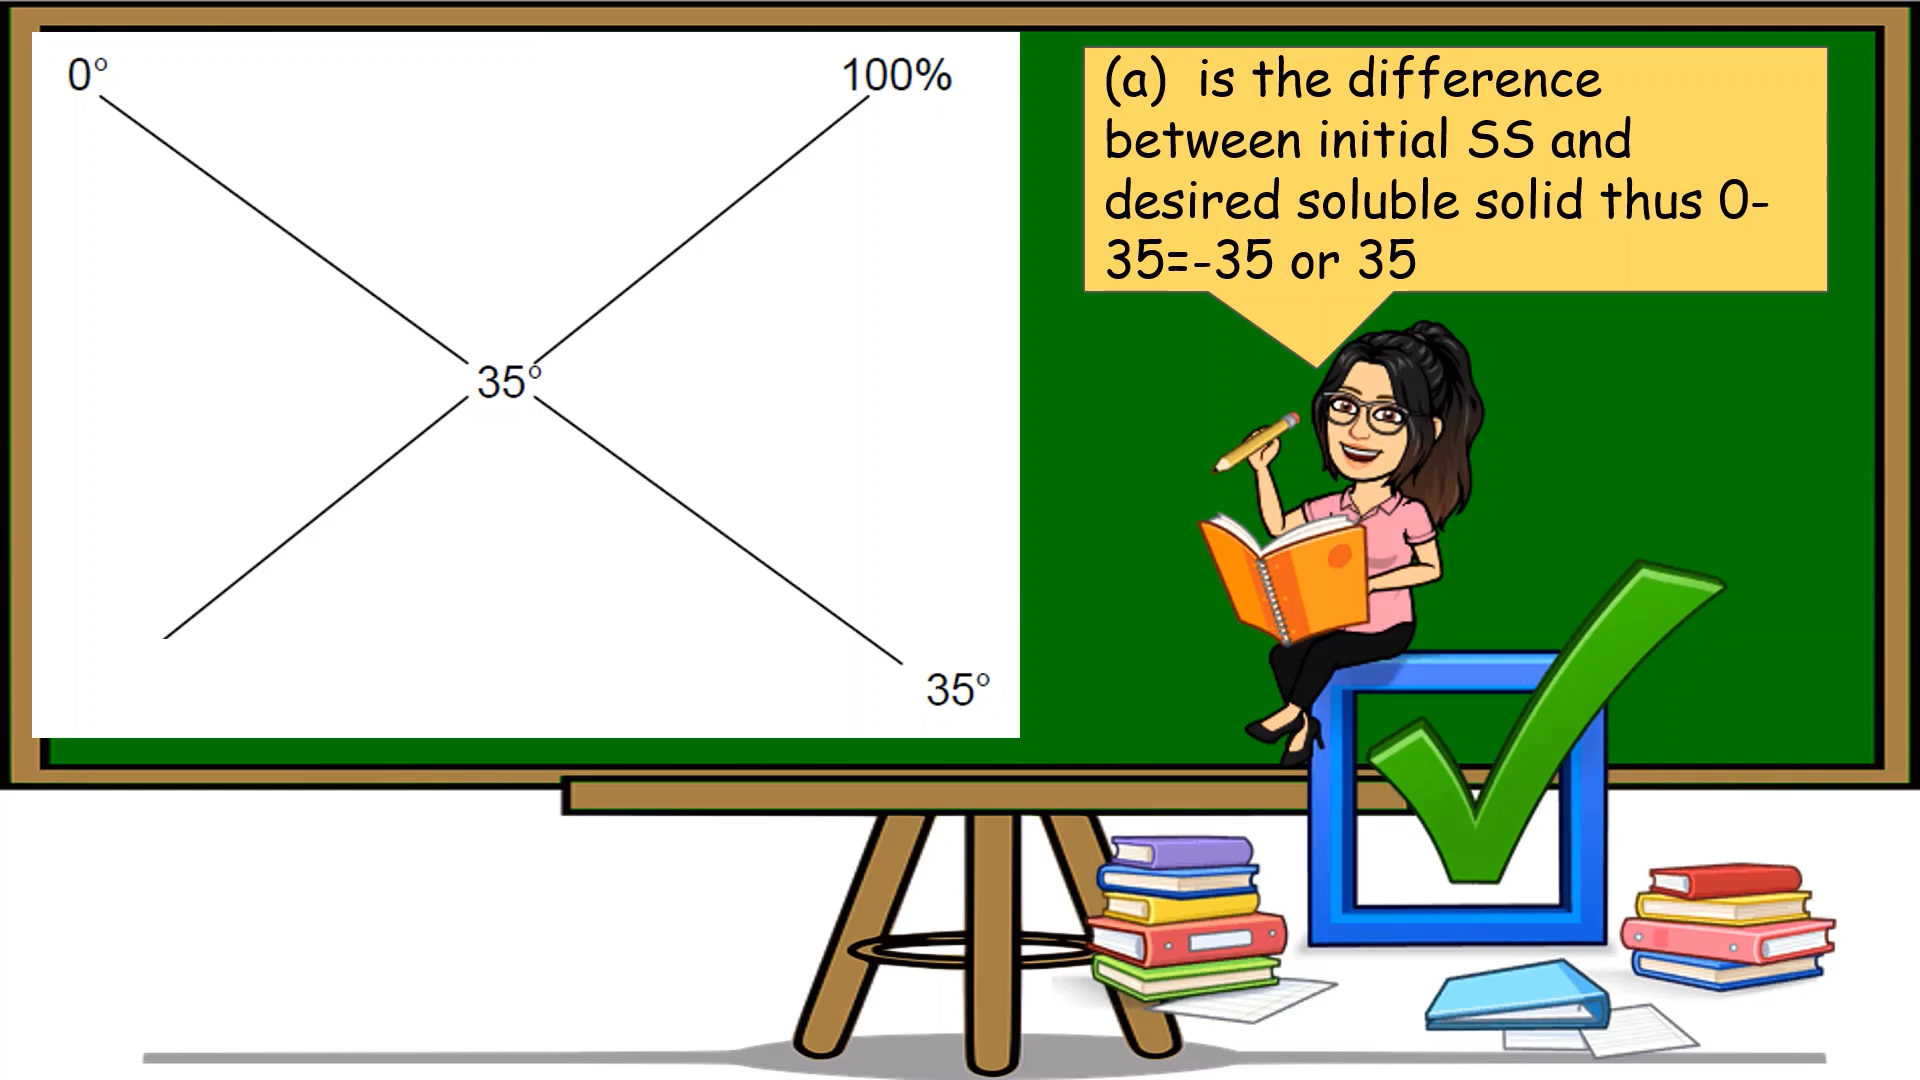 0°
100%
35°
35°
(a)  is the difference
between initial SS and
desired soluble solid thus 0-
35=-35 or 35